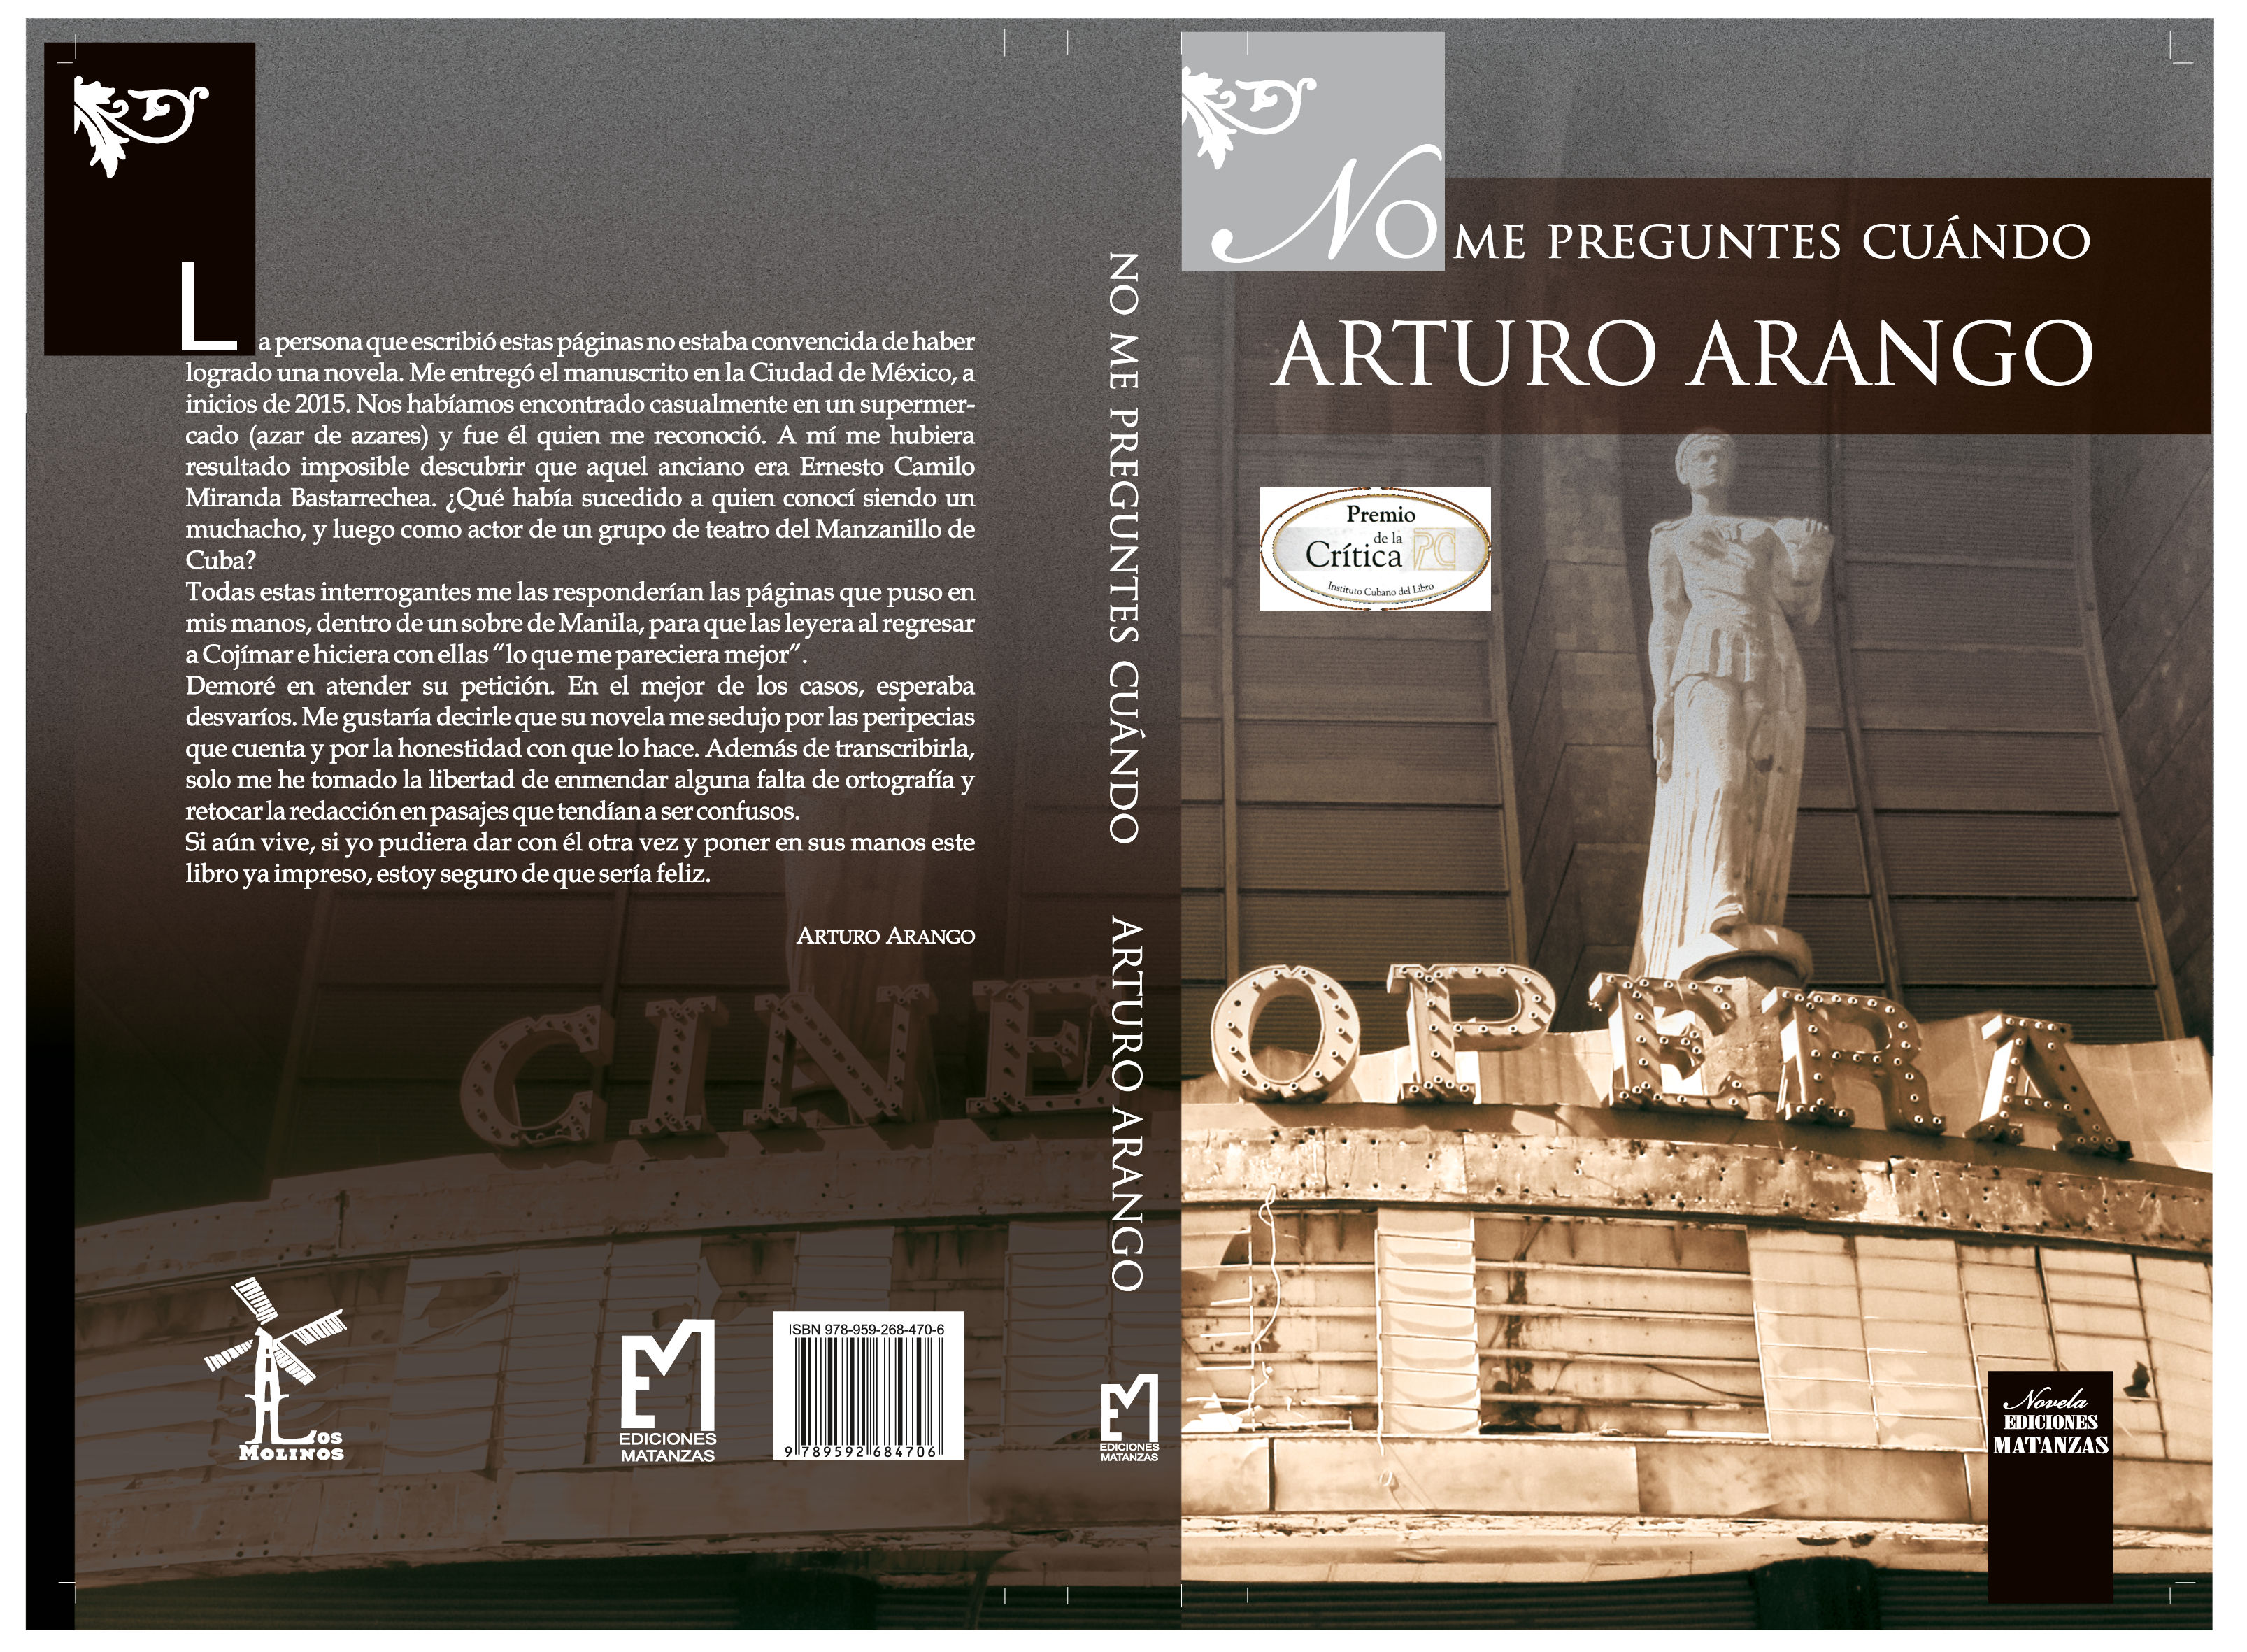 La persona que escribió estas páginas no estaba convencida de haber
logrado una novela. Me entregó el manuscrito en la Ciudad de México, a
inicios de 2015. Nos habíamos encontrado casualmente en un supermer-
cado (azar de azares) y fue él quien me reconoció. A mí me hubiera
resultado imposible descubrir que aquel anciano era Ernesto Camilo
Miranda Bastarrechea. ¿Qué había sucedido a quien conocí siendo un
muchacho, y luego como actor de un grupo de teatro del Manzanillo de
Cuba?
Todas estas interrogantes me las responderían las páginas que puso en
mis manos, dentro de un sobre de Manila, para que las leyera al regresar
a Cojímar e hiciera con ellas “lo que me pareciera mejor”.
Demoré en atender su petición. En el mejor de los casos, esperaba
desvaríos. Me gustaría decirle que su novela me sedujo por las peripecias
que cuenta y por la honestidad con que lo hace. Además de transcribirla,
solo me he tomado la libertad de enmendar alguna falta de ortografía y
retocar la redacción en pasajes que tendían a ser confusos.
Si aún vive, si yo pudiera dar con él otra vez y poner en sus manos este
libro ya impreso, estoy seguro de que sería feliz.
ARTURO ARANGO
CINE
LOS
MOLINOS
EM
EDICIONES
MATANZAS
ISBN 978-959-268-470-6
9 789592 684706
NO ME PREGUNTES CUÁNDO ARTURO ARANGO
EM
EDICIONES
MATANZAS
NO ME PREGUNTES CUÁNDO
ARTURO ARANGO
Premio
de la
Crítica PC
Instituto Cubano del Libro
OPERA
Novela
EDICIONES
MATANZAS